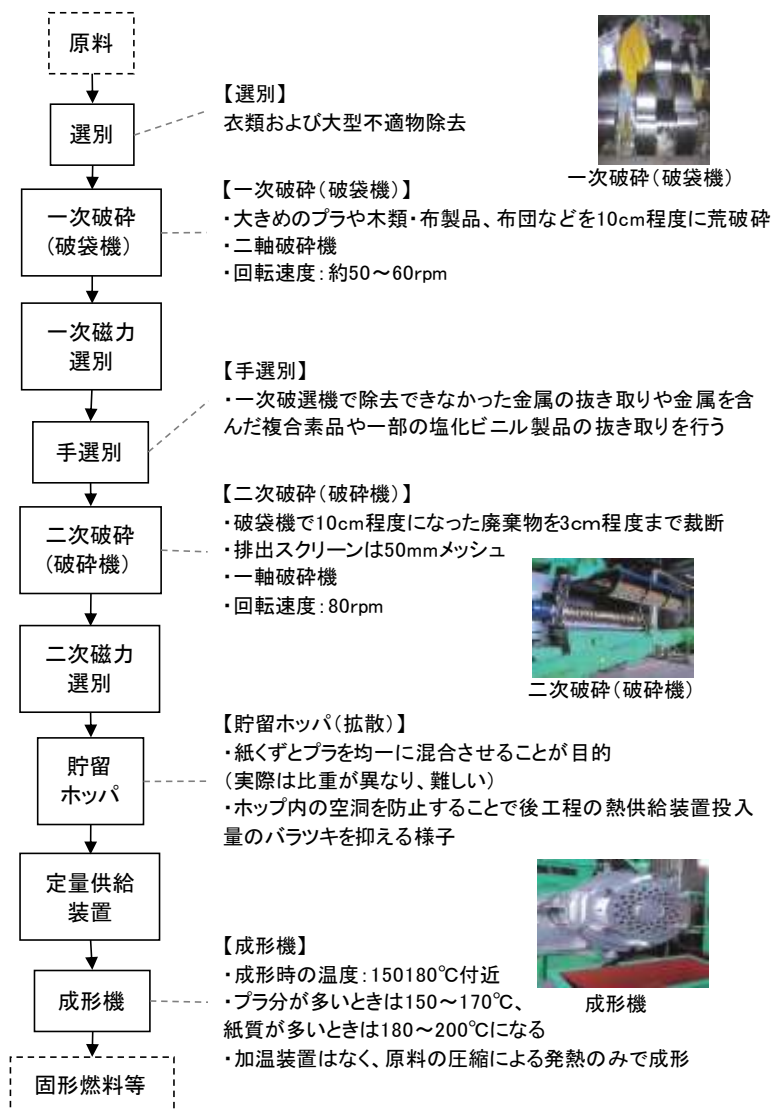 原料
選別
【選別】
衣類および大型不適物除去
一次破砕(破袋機)
一次破砕
(破袋機)
【一次破砕(破袋機)】
・大きめのプラや木類・布製品、布団などを10cm程度に荒破砕
・二軸破砕機
・回転速度:約50～60rpm
一次磁力
選別
手選別
【手選別】
・一次破選機で除去できなかった金属の抜き取りや金属を含
んだ複合素品や一部の塩化ビニル製品の抜き取りを行う
二次破砕
(破砕機)
【二次破砕(破砕機)】
・破袋機で10cm程度になった廃棄物を3cm程度まで裁断
・排出スクリーンは50mmメッシュ
・一軸破砕機
・回転速度:80rpm
二次破砕(破砕機)
二次磁力
選別
貯留
ホッパ
【貯留ホッパ(拡散)】
・紙くずとプラを均一に混合させることが目的
(実際は比重が異なり、難しい)
・ホップ内の空洞を防止することで後工程の熱供給装置投入
量のバラツキを抑える様子
定量供給
装置
成形機
【成形機】
・成形時の温度:150180℃付近
・プラ分が多いときは150～170℃、
紙質が多いときは180～200℃になる
・加温装置はなく、原料の圧縮による発熱のみで成形
成形機
固形燃料等